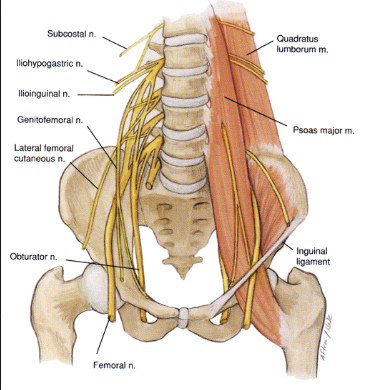 Subcostal n.
Iliohypogastric n.
Ilioinguinal n.
Genitofemoral n.
Lateral femoral
cutaneous n.
Obturator n.
Femoral n.
Quadratus
lumborum m.
Psoas major m.
Inguinal
ligament